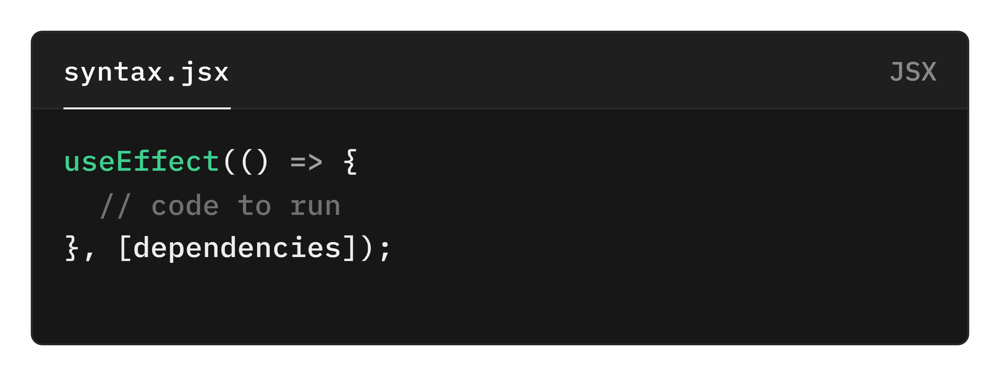 syntax.jsx
JSX
useEffect(() => {
  // code to run
}, [dependencies]);